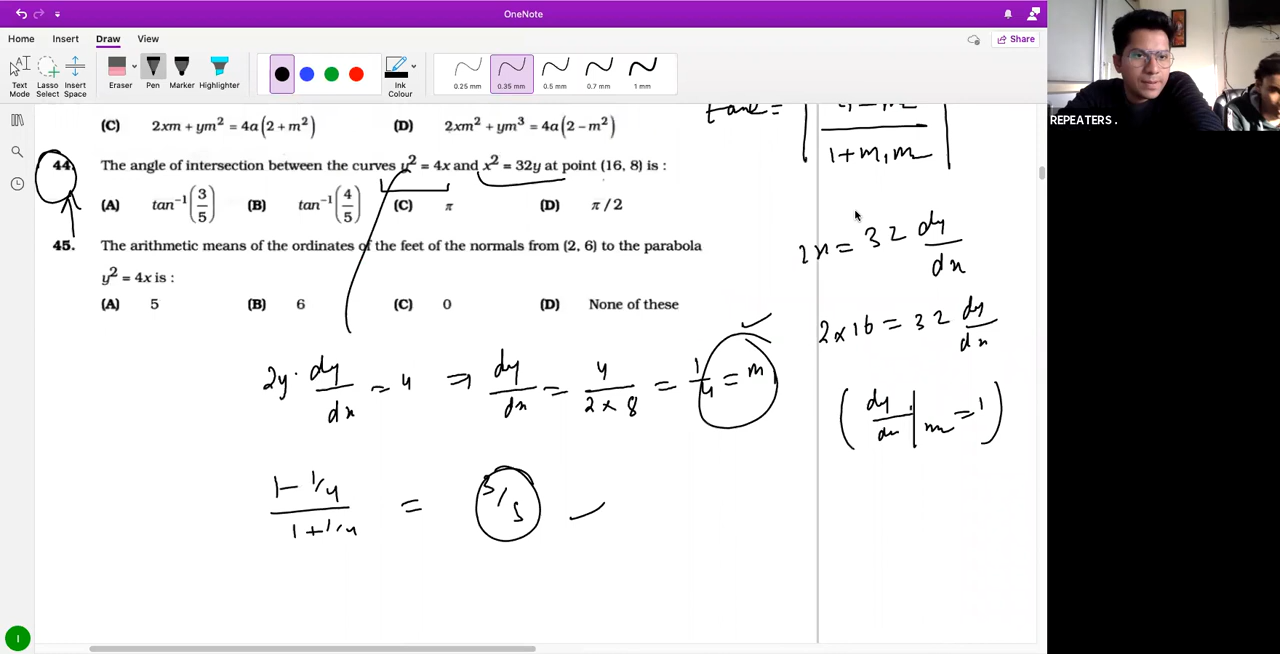 OneNote
Home Insert Draw View
Share
Text Mode
Lasso Select
Insert Space
Eraser
Pen
Marker
Highlighter
Ink Colour
0.25 mm
0.35 mm
0.5 mm
0.7 mm
1 mm
REPEATERS .
(C) 2xm + ym² = 4a(2 + m²) (D) 2xm² + ym³ = 4a(2 − m²)
44. The angle of intersection between the curves y² = 4x and x² = 32y at point (16, 8) is :
(A) tan⁻¹(3/5) (B) tan⁻¹(4/5) (C) π (D) π / 2
45. The arithmetic means of the ordinates of the feet of the normals from (2, 6) to the parabola
y² = 4x is :
(A) 5 (B) 6 (C) 0 (D) None of these
2y · dy/dx = 4 ⇒ dy/dx = 4/(2 × 8) = 1/4 = m
(1 − 1/4)/(1 + 1/4) = 3/5
1 + m₁m
2x = 32 dy/dx
2 × 16 = 32 dy/dx
= 1
I